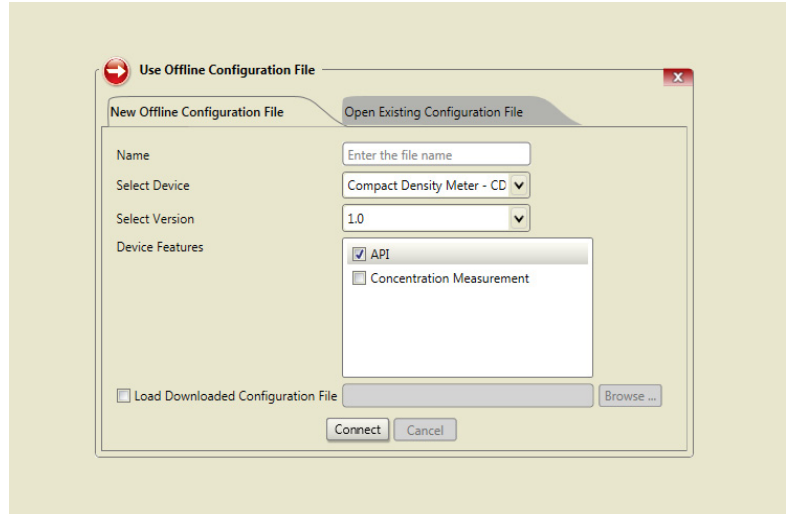 Use Offline Configuration File
X
New Offline Configuration File
Open Existing Configuration File
Name
Enter the file name
Select Device
Compact Density Meter - CD
Select Version
1.0
Device Features
API
Concentration Measurement
Load Downloaded Configuration File
Browse ...
Connect
Cancel